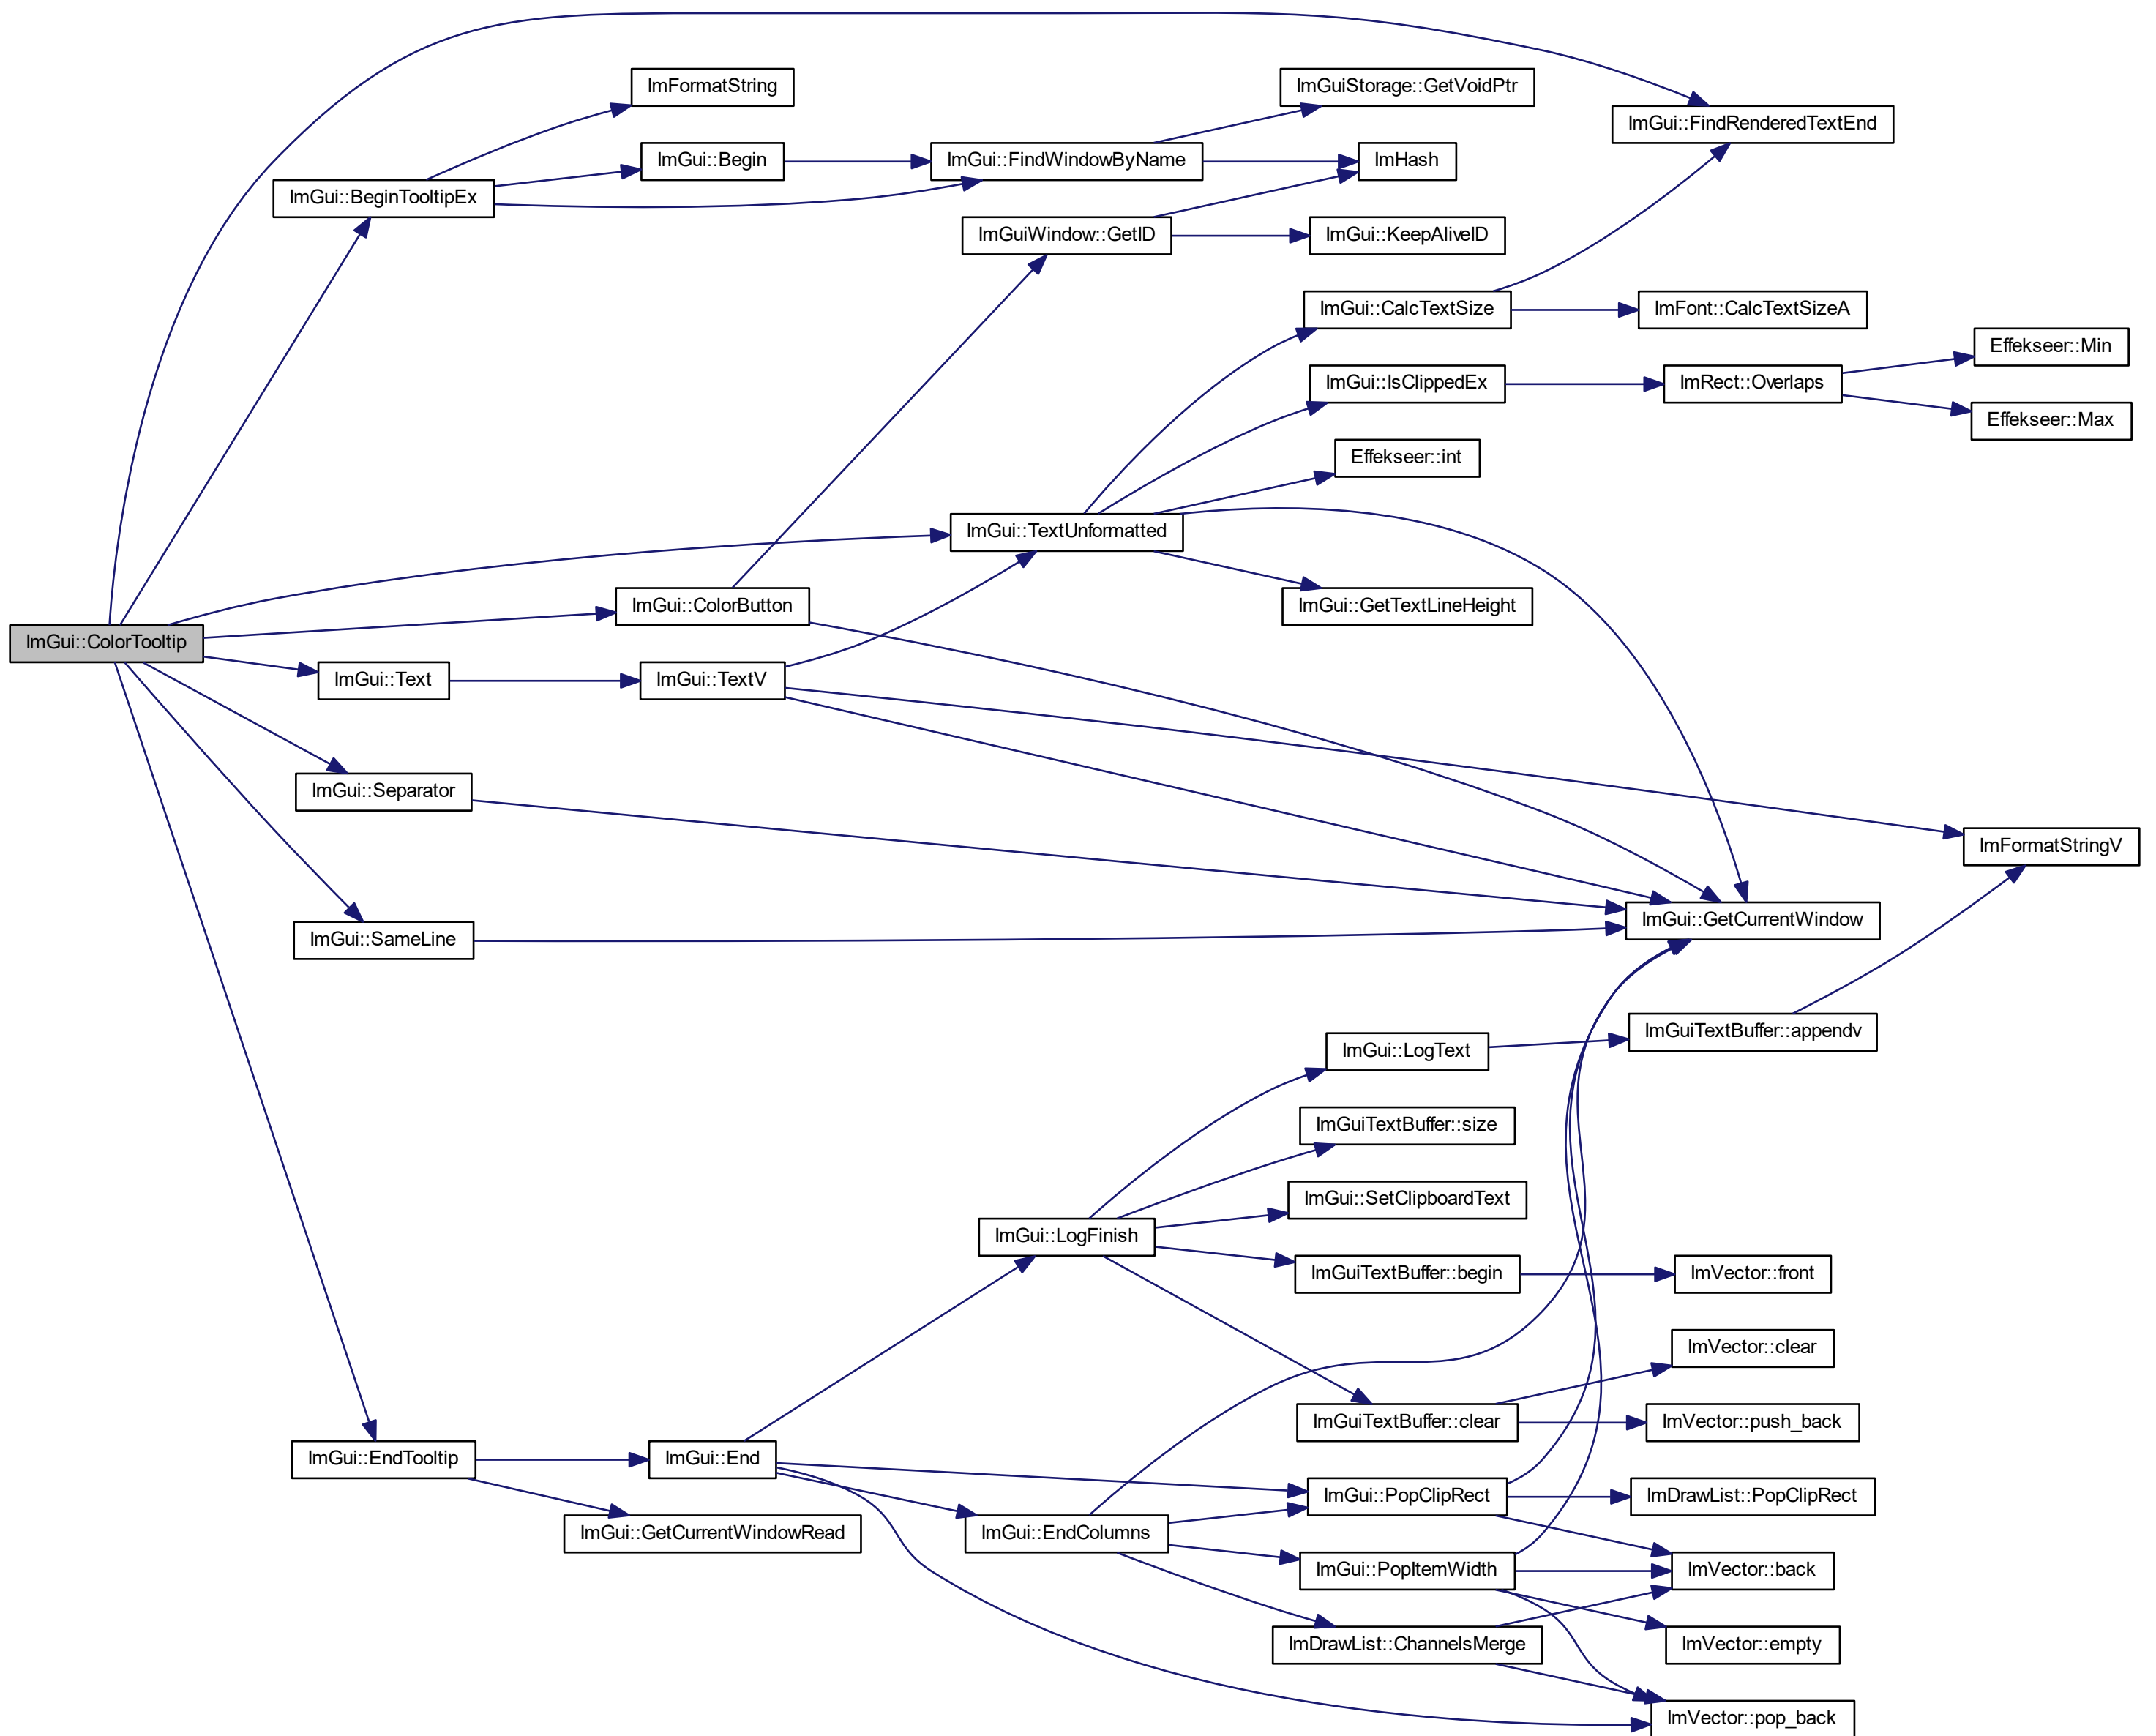 ImGui::ColorTooltip
ImGui::BeginTooltipEx
ImGui::Text
ImGui::Separator
ImGui::SameLine
ImGui::EndTooltip
ImFormatString
ImGui::Begin
ImGui::ColorButton
ImGui::TextV
ImGui::End
ImGui::GetCurrentWindowRead
ImGui::FindWindowByName
ImGuiWindow::GetID
ImGui::TextUnformatted
ImGui::LogFinish
ImGui::EndColumns
ImGuiStorage::GetVoidPtr
ImHash
ImGui::KeepAliveID
ImGui::CalcTextSize
ImGui::IsClippedEx
Effekseer::int
ImGui::GetTextLineHeight
ImGui::LogText
ImGuiTextBuffer::size
ImGui::SetClipboardText
ImGuiTextBuffer::begin
ImGuiTextBuffer::clear
ImGui::PopClipRect
ImGui::PopItemWidth
ImDrawList::ChannelsMerge
ImGui::FindRenderedTextEnd
ImFont::CalcTextSizeA
ImRect::Overlaps
ImGui::GetCurrentWindow
ImGuiTextBuffer::appendv
ImVector::front
ImVector::clear
ImVector::push_back
ImDrawList::PopClipRect
ImVector::back
ImVector::empty
ImVector::pop_back
Effekseer::Min
Effekseer::Max
ImFormatStringV